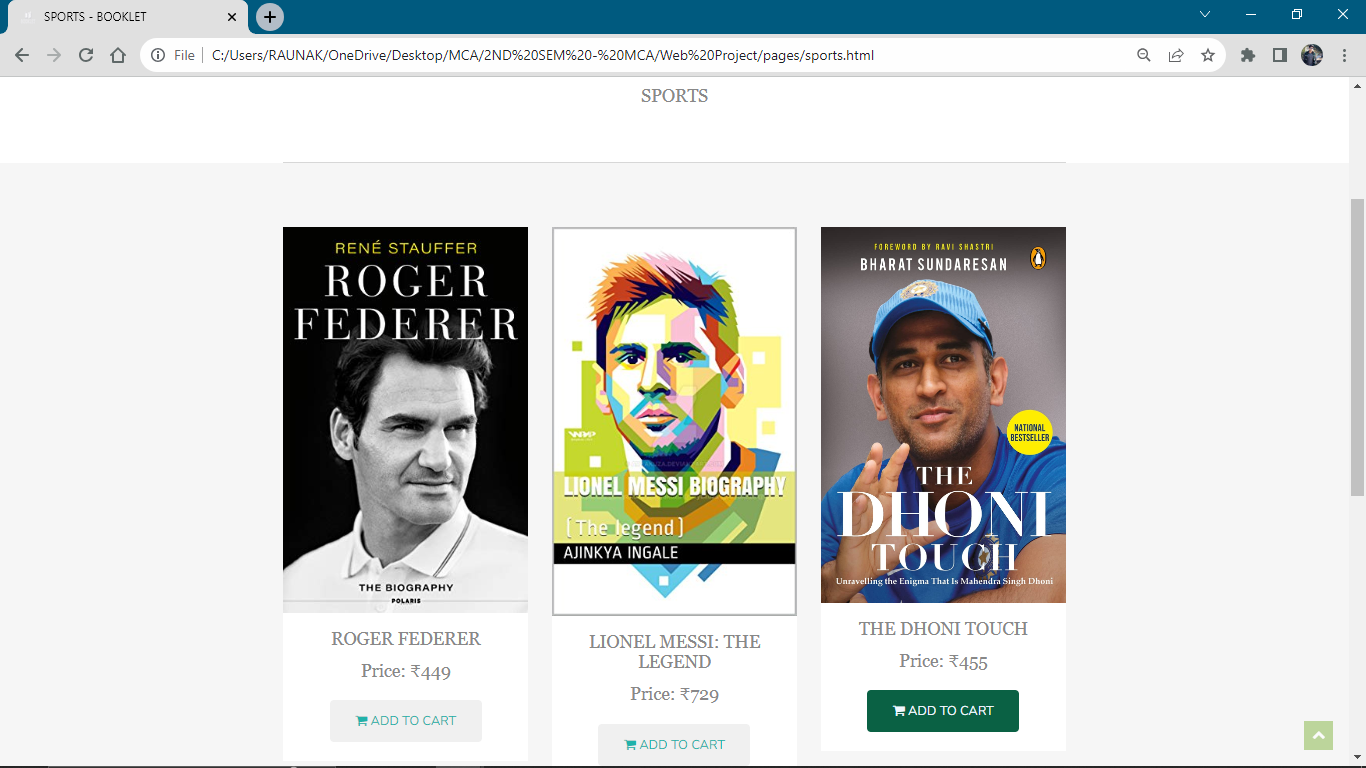 SPORTS - BOOKLET
File
C:/Users/RAUNAK/OneDrive/Desktop/MCA/2ND%20SEM%20-%20MCA/Web%20Project/pages/sports.html
SPORTS
RENÉ STAUFFER
ROGER
FEDERER
THE BIOGRAPHY
POLARIS
ROGER FEDERER
Price: ₹449
ADD TO CART
LIONEL MESSI BIOGRAPHY
(The legend)
AJINKYA INGALE
LIONEL MESSI: THE
LEGEND
Price: ₹729
ADD TO CART
FOREWORD BY RAVI SHASTRI
BHARAT SUNDARESAN
NATIONAL
BESTSELLER
THE
DHONI
TOUCH
Unravelling the Enigma That Is Mahendra Singh Dhoni
THE DHONI TOUCH
Price: ₹455
ADD TO CART